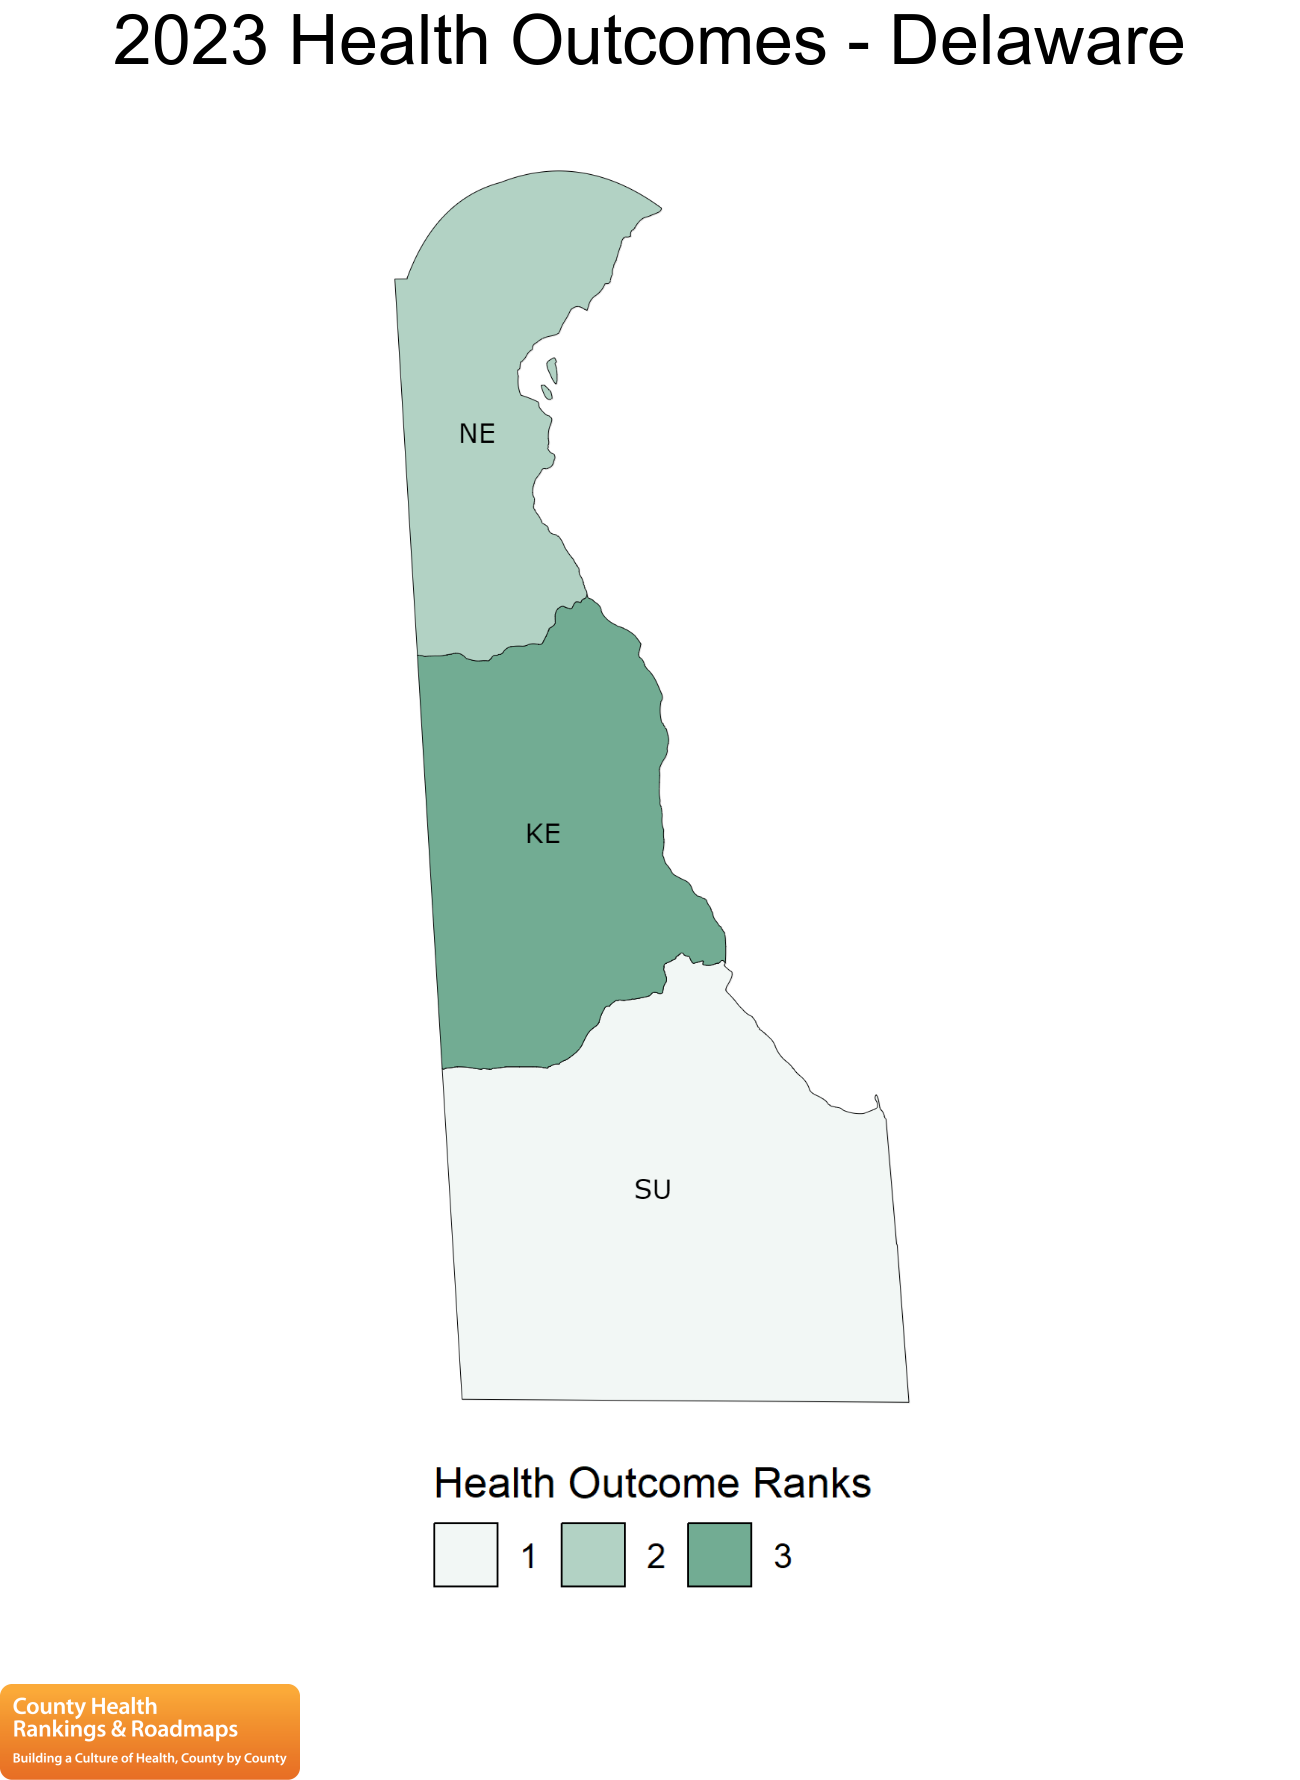 2023 Health Outcomes - Delaware
NE
KE
SU
Health Outcome Ranks
1 2 3
County Health
Rankings & Roadmaps
Building a Culture of Health, County by County